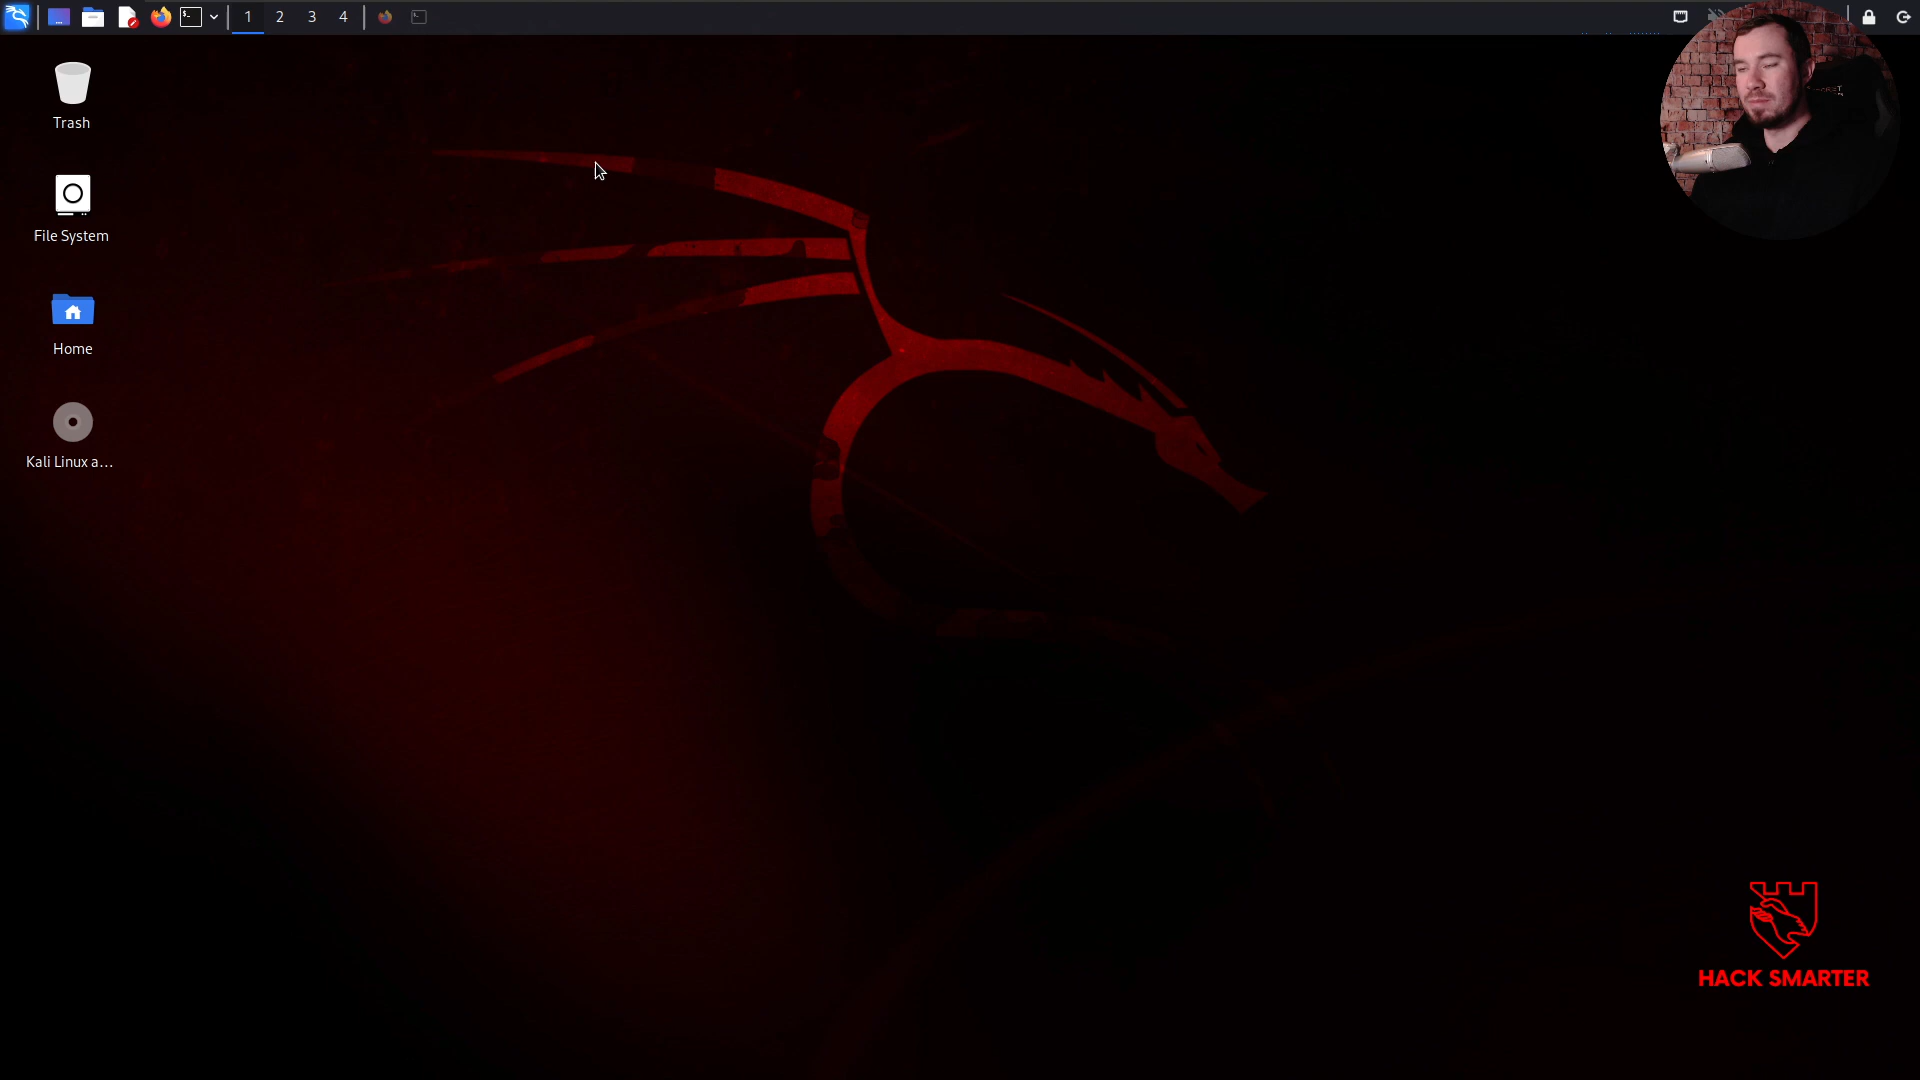 1 2 3 4
Trash
File System
Home
Kali Linux a...
HACK SMARTER